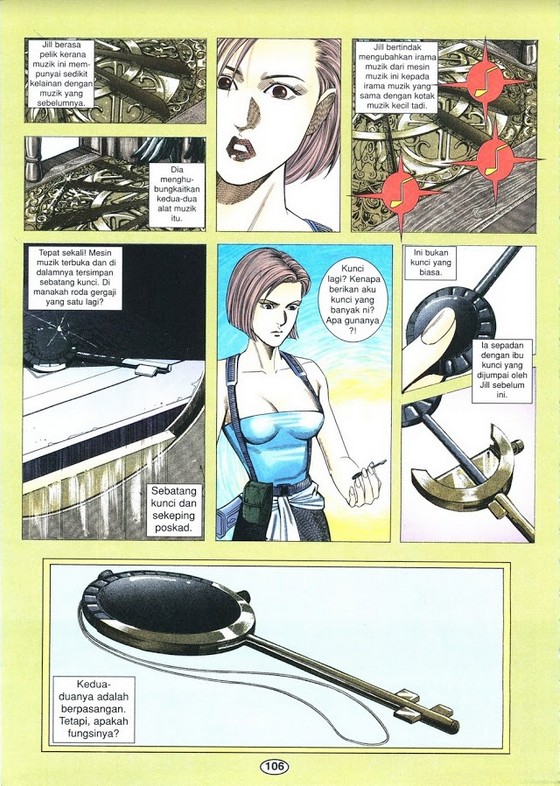 Jill berasa
pelik kerana
muzik ini mem-
punyai sedikit
kelainan dengan
muzik yang
sebelumnya.
Dia
menghu-
bungkaitkan
kedua-dua
alat muzik
itu.
Jill bertindak
mengubahkan irama
muzik dari mesin
muzik ini kepada
irama muzik yang
sama dengan kotak
muzik kecil tadi.
Tepat sekali! Mesin
muzik terbuka dan di
dalamnya tersimpan
sebatang kunci. Di
manakah roda gergaji
yang satu lagi?
Sebatang
kunci dan
sekeping
poskad.
Kunci
lagi? Kenapa
berikan aku
kunci yang
banyak ni?
Apa gunanya
?!
Ini bukan
kunci yang
biasa.
Ia sepadan
dengan ibu
kunci yang
dijumpai oleh
Jill sebelum
ini.
Kedua-
duanya adalah
berpasangan.
Tetapi, apakah
fungsinya?
106